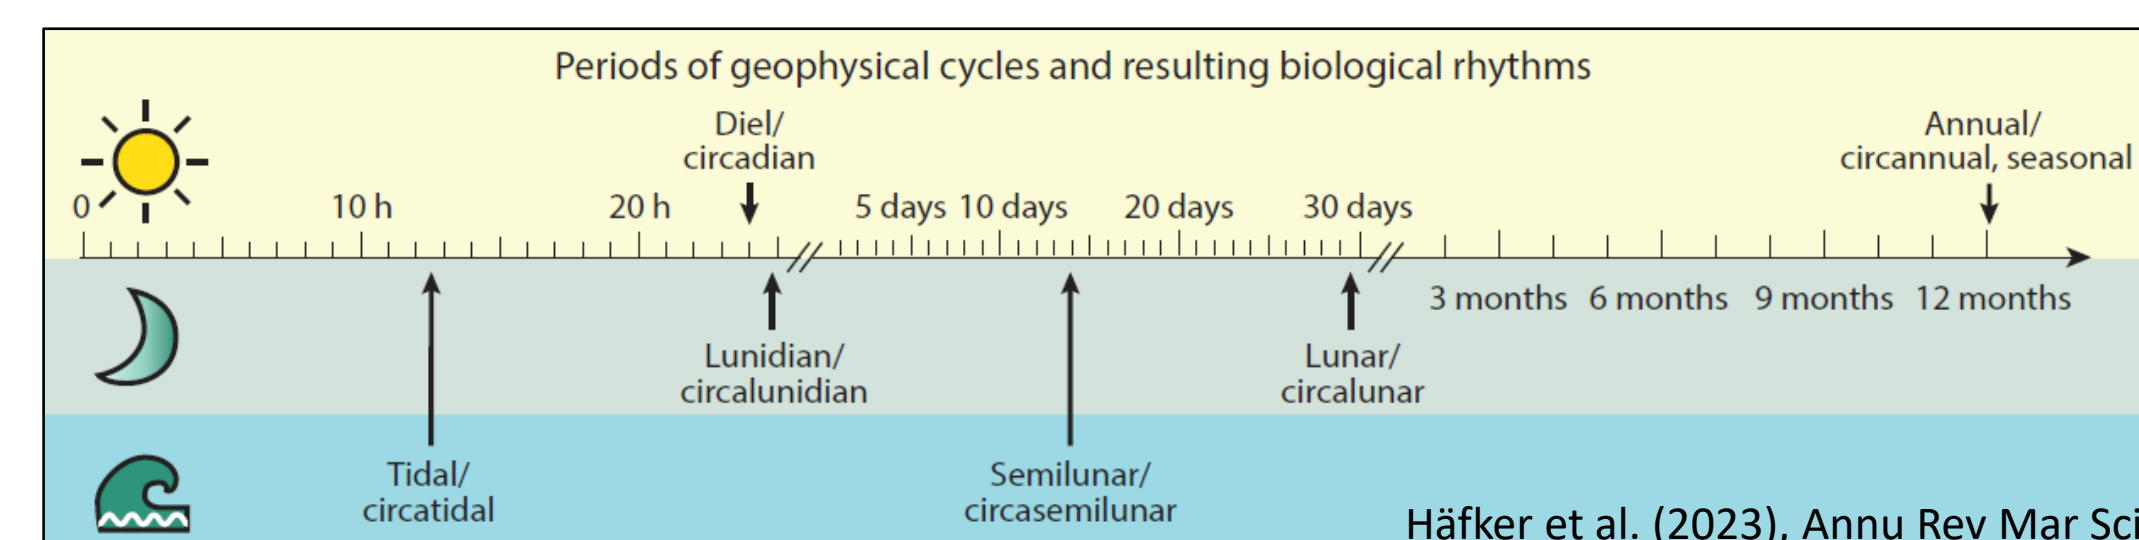 Periods of geophysical cycles and resulting biological rhythms
Diel/
circadian
Annual/
circannual, seasonal
0 10 h 20 h 5 days 10 days 20 days 30 days
3 months 6 months 9 months 12 months
Lunidian/
circalunidian
Lunar/
circalunar
Tidal/
circatidal
Semilunar/
circasemilunar
Häfker et al. (2023), Annu Rev Mar Sci